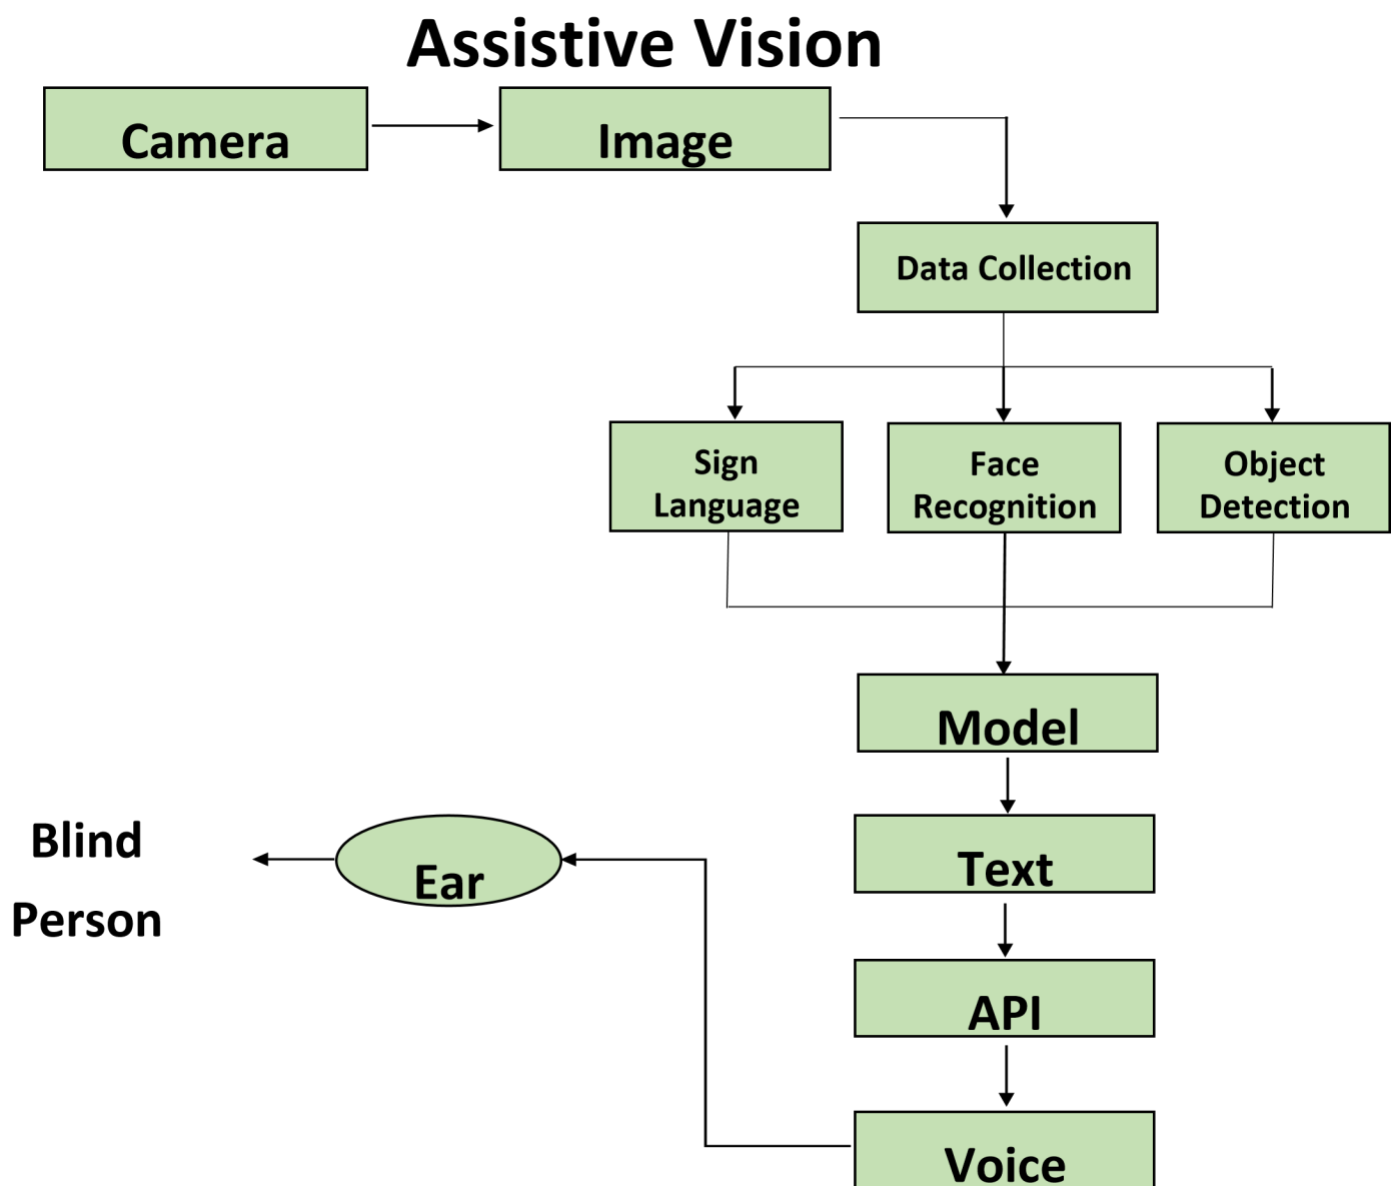 Assistive Vision
Camera
Image
Data Collection
Sign
Language
Face
Recognition
Object
Detection
Model
Text
API
Voice
Ear
Blind
Person